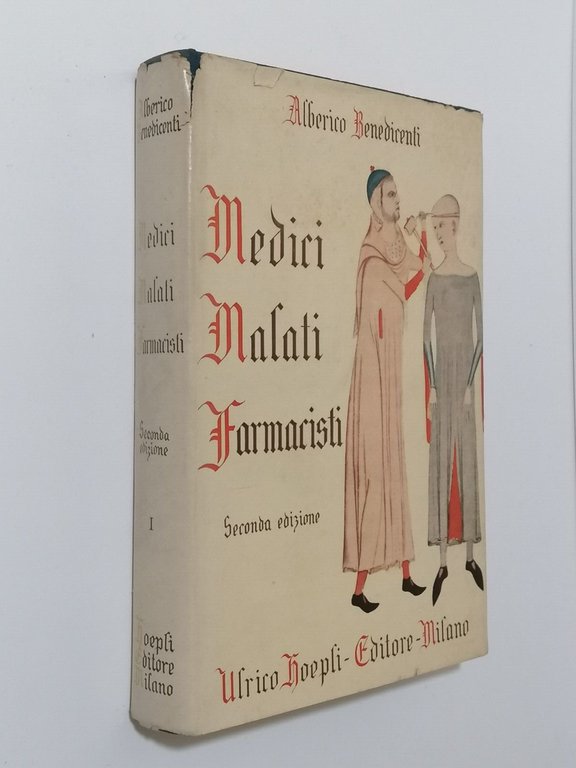 Alberico
Benedicenti
Medici
Malati
Farmacisti
Seconda
edizione
I
Hoepli
Editore
Milano
Alberico Benedicenti
Medici
Malati
Farmacisti
Seconda edizione
Ulrico Hoepli-Editore-Milano